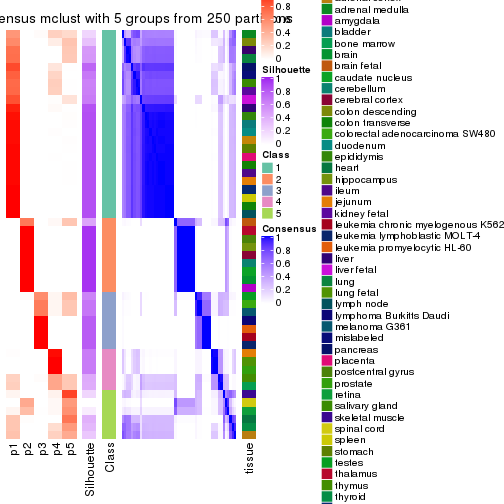 ensus mclust with 5 groups from 250 partitions
0.8
0.6
0.4
0.2
0
Silhouette
1
0.8
0.6
0.4
0.2
0
Class
1
2
3
4
5
Consensus
1
0.8
0.6
0.4
0.2
0
p1
p2
p3
p4
p5
Silhouette
Class
tissue
adrenal medulla
amygdala
bladder
bone marrow
brain
brain fetal
caudate nucleus
cerebellum
cerebral cortex
colon descending
colon transverse
colorectal adenocarcinoma SW480
duodenum
epididymis
heart
hippocampus
ileum
jejunum
kidney fetal
leukemia chronic myelogenous K562
leukemia lymphoblastic MOLT-4
leukemia promyelocytic HL-60
liver
liver fetal
lung
lung fetal
lymph node
lymphoma Burkitts Daudi
melanoma G361
mislabeled
pancreas
placenta
postcentral gyrus
prostate
retina
salivary gland
skeletal muscle
spinal cord
spleen
stomach
testes
thalamus
thymus
thyroid